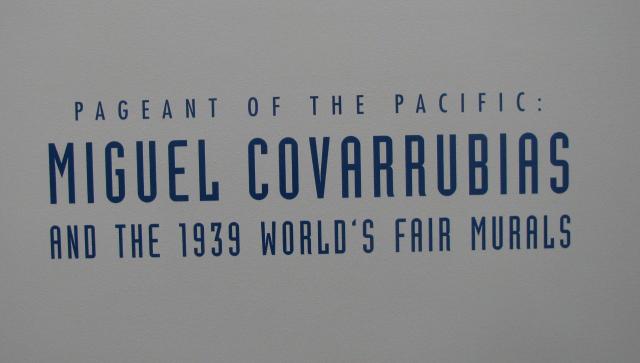 PAGEANT OF THE PACIFIC:
MIGUEL COVARRUBIAS
AND THE 1939 WORLD‘S FAIR MURALS